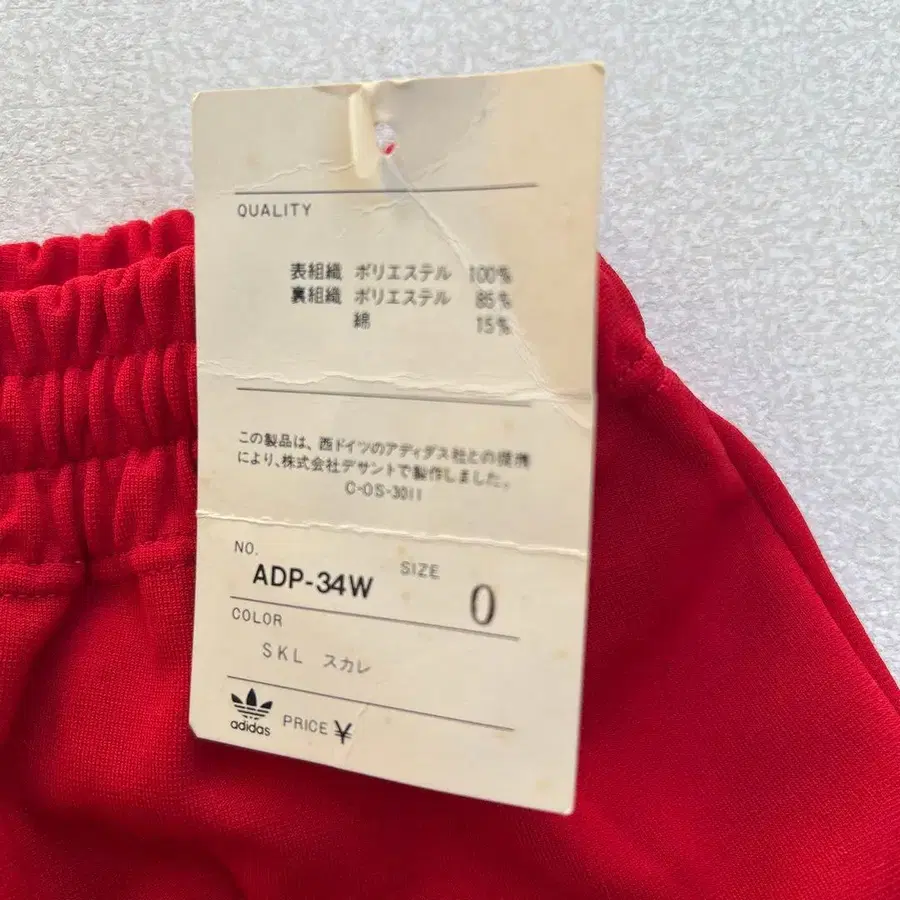 QUALITY
表組織 ポリエステル 100%
裏組織 ポリエステル 85%
綿 15%
この製品は、西ドイツのアディダス社との提携
により、株式会社デサントで製作しました。
C-OS-3011
NO. ADP-34W SIZE 0
COLOR
SKL スカレ
adidas PRICE ¥